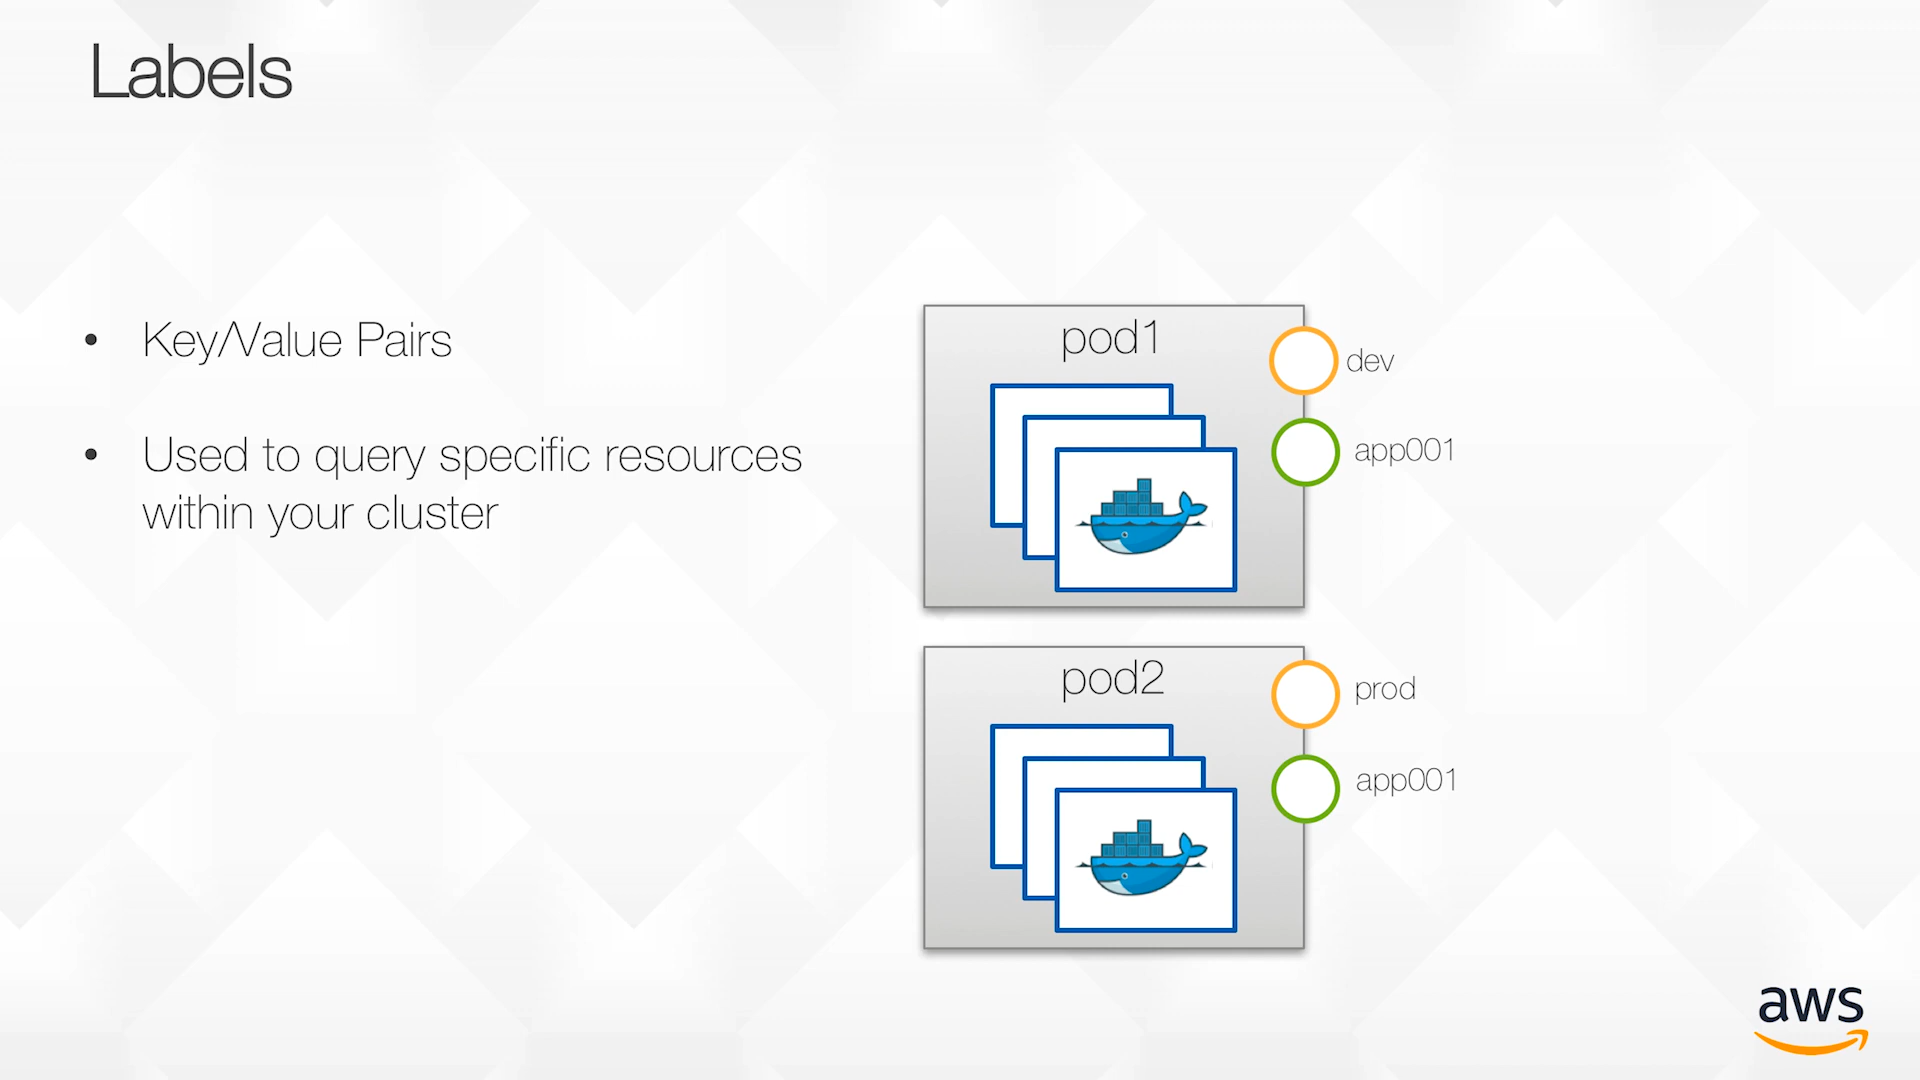 Labels
• Key/Value Pairs
• Used to query specific resources
within your cluster
pod1
dev
app001
pod2
prod
app001
aws